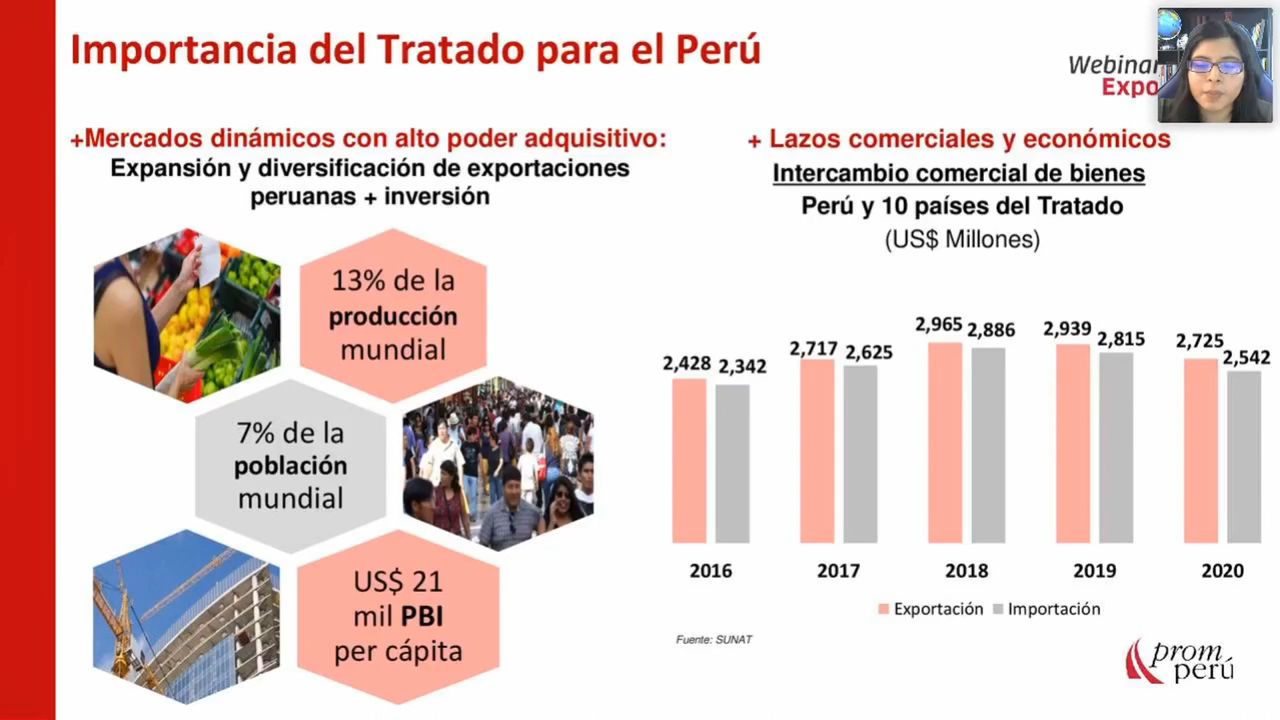 Importancia del Tratado para el Perú
Webinar
Expo
+Mercados dinámicos con alto poder adquisitivo:
Expansión y diversificación de exportaciones
peruanas + inversión
13% de la
producción
mundial
7% de la
población
mundial
US$ 21
mil PBI
per cápita
+ Lazos comerciales y económicos
Intercambio comercial de bienes
Perú y 10 países del Tratado
(US$ Millones)
2,428 2,342
2,717 2,625
2,965 2,886
2,939 2,815
2,725 2,542
2016 2017 2018 2019 2020
Exportación Importación
Fuente: SUNAT
prom
perú